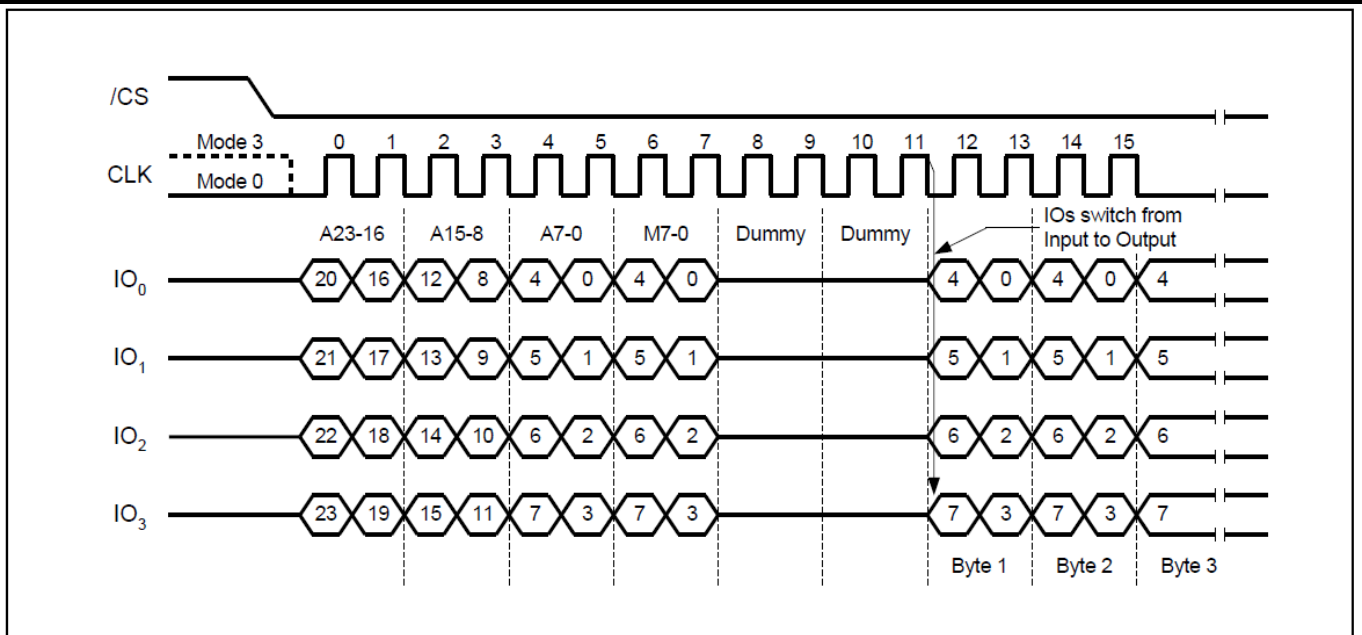 /CS
Mode 3
0 1 2 3 4 5 6 7 8 9 10 11 12 13 14 15
CLK
Mode 0
IOs switch from
Input to Output
A23-16 A15-8 A7-0 M7-0 Dummy Dummy
IO0 20 16 12 8 4 0 4 0 4 0 4 0 4
IO1 21 17 13 9 5 1 5 1 5 1 5 1 5
IO2 22 18 14 10 6 2 6 2 6 2 6 2 6
IO3 23 19 15 11 7 3 7 3 7 3 7 3 7
Byte 1 Byte 2 Byte 3